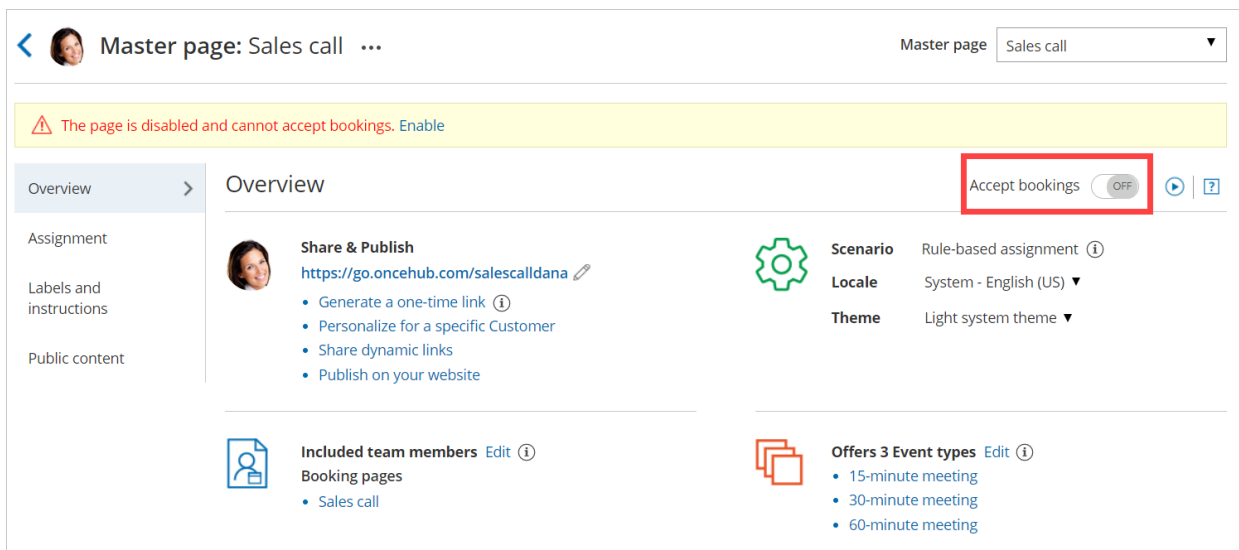 Master page: Sales call ...
Master page Sales call
The page is disabled and cannot accept bookings. Enable
Overview
Assignment
Labels and
instructions
Public content
Overview
Accept bookings OFF
Share & Publish
https://go.oncehub.com/salescalldana
Generate a one-time link
Personalize for a specific Customer
Share dynamic links
Publish on your website
Scenario Rule-based assignment
Locale System - English (US)
Theme Light system theme
Included team members Edit
Booking pages
Sales call
Offers 3 Event types Edit
15-minute meeting
30-minute meeting
60-minute meeting